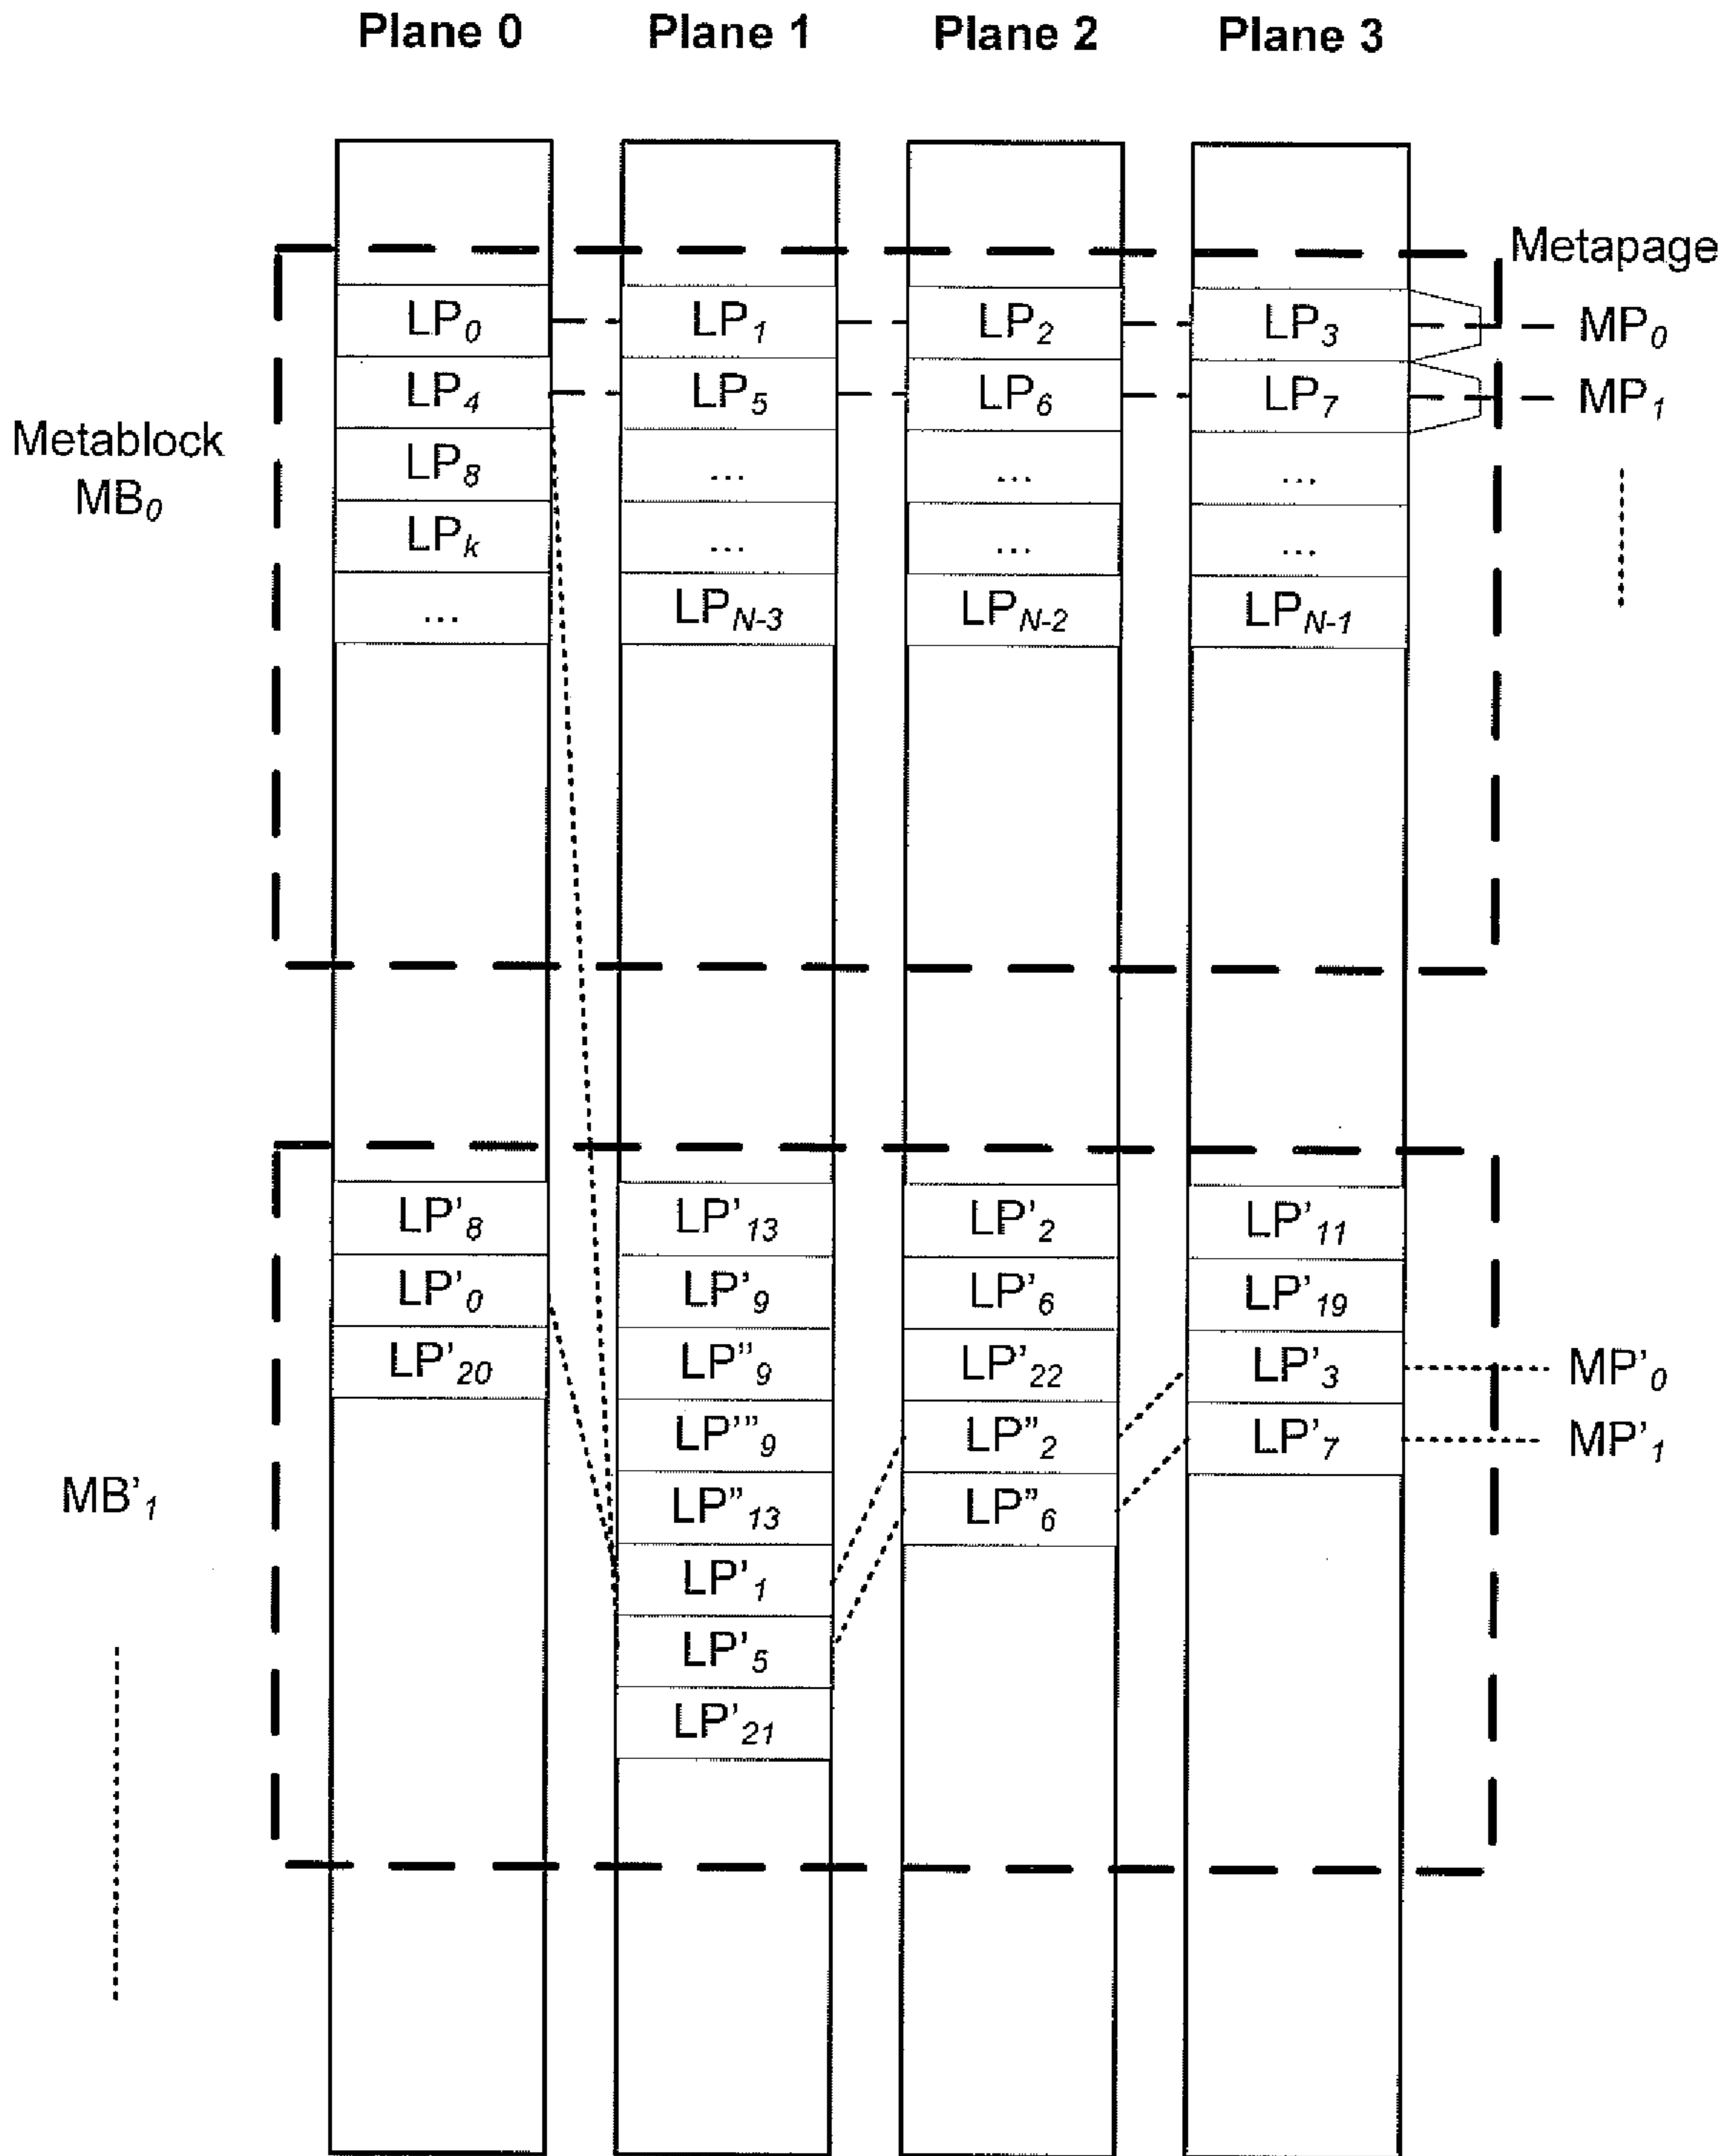 Plane 0 Plane 1 Plane 2 Plane 3
Metapage
LP0 LP1 LP2 LP3 MP0
LP4 LP5 LP6 LP7 MP1
Metablock
MB0
LP8 ... ... ...
LPk ... ... ...
... LPN-3 LPN-2 LPN-1
LP'8 LP'13 LP'2 LP'11
LP'0 LP'9 LP'6 LP'19
LP'20 LP"9 LP'22 LP'3 MP'0
LP'"9 LP"2 LP'7 MP'1
MB'1
LP"13 LP"6
LP'1
LP'5
LP'21